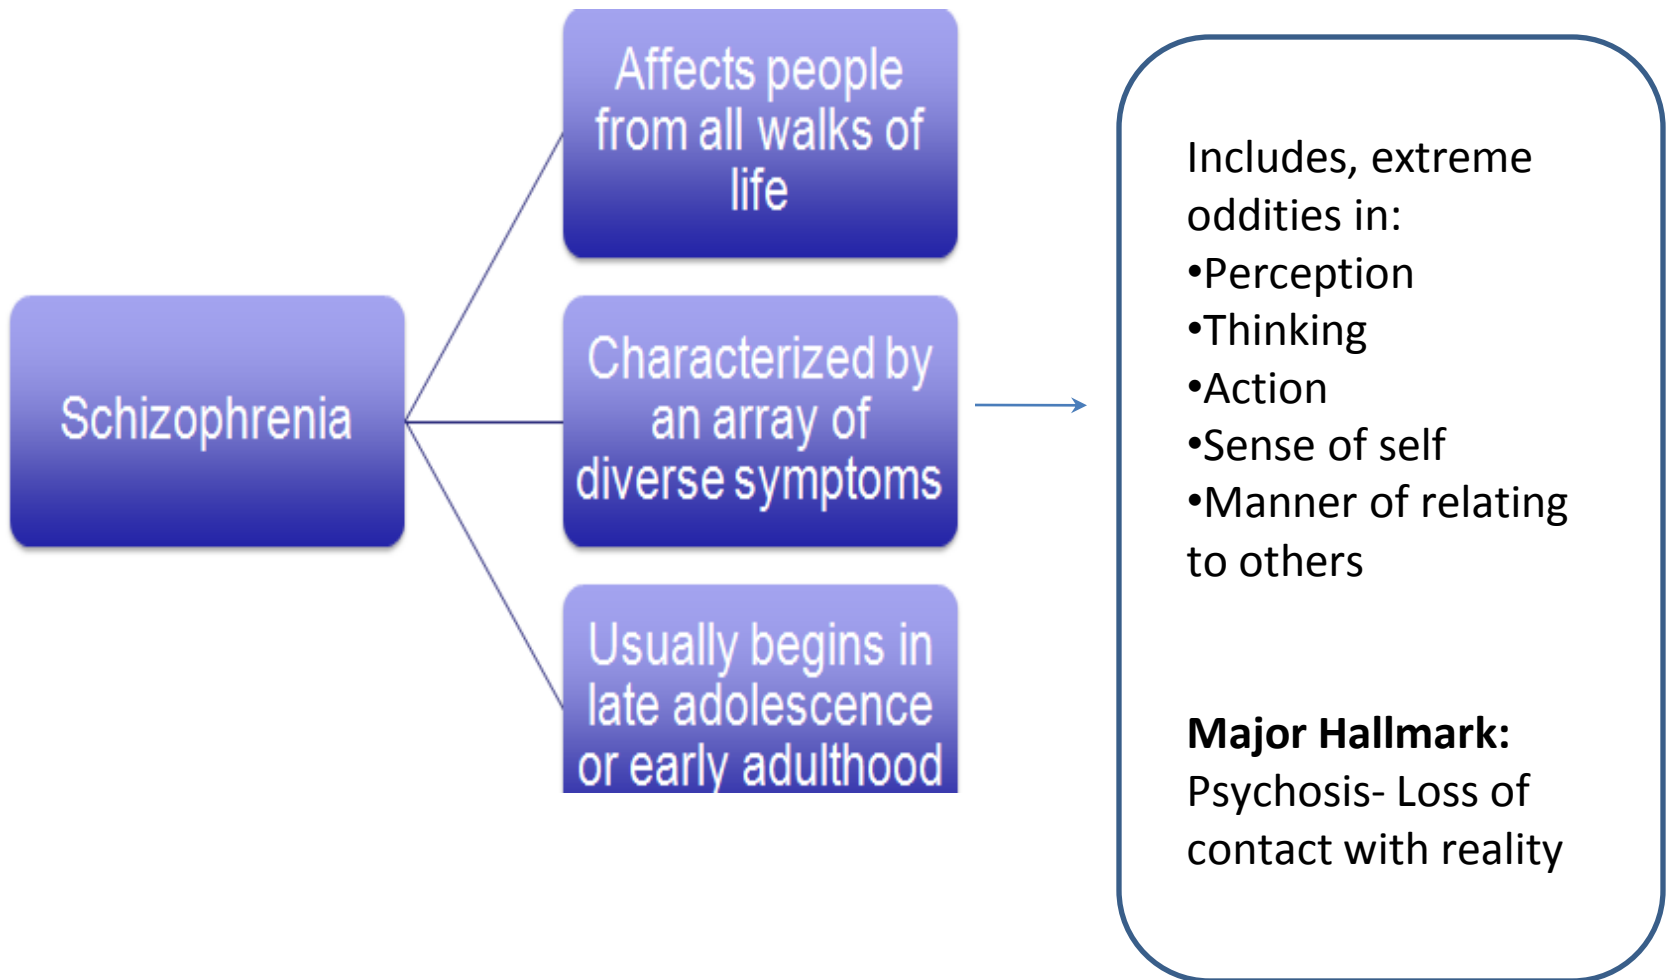 Schizophrenia
Affects people
from all walks of
life
Characterized by
an array of
diverse symptoms
Usually begins in
late adolescence
or early adulthood
Includes, extreme
oddities in:
•Perception
•Thinking
•Action
•Sense of self
•Manner of relating
to others
Major Hallmark:
Psychosis- Loss of
contact with reality